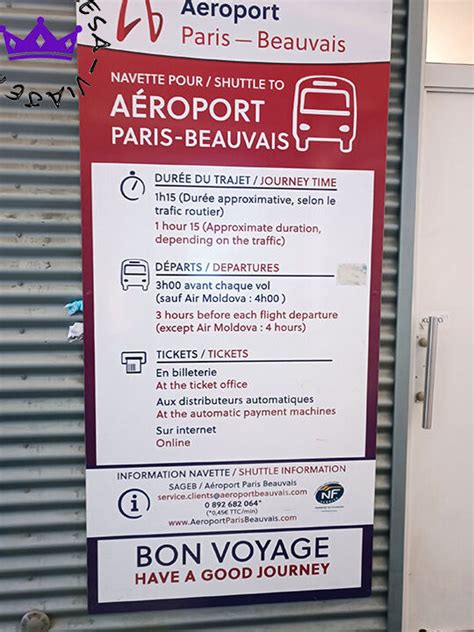 Aéroport
Paris – Beauvais
NAVETTE POUR / SHUTTLE TO
AÉROPORT
PARIS-BEAUVAIS
DURÉE DU TRAJET / JOURNEY TIME
1h15 (Durée approximative, selon le
trafic routier)
1 hour 15 (Approximate duration,
depending on the traffic)
DÉPARTS / DEPARTURES
3h00 avant chaque vol
(sauf Air Moldova : 4h00 )
3 hours before each flight departure
(except Air Moldova : 4 hours)
TICKETS / TICKETS
En billeterie
At the ticket office
Aux distributeurs automatiques
At the automatic payment machines
Sur internet
Online
INFORMATION NAVETTE / SHUTTLE INFORMATION
SAGEB / Aéroport Paris Beauvais
service.clients@aeroportbeauvais.com
0 892 682 064*
(*0,45€ TTC/min)
www.AeroportParisBeauvais.com
NF
BON VOYAGE
HAVE A GOOD JOURNEY